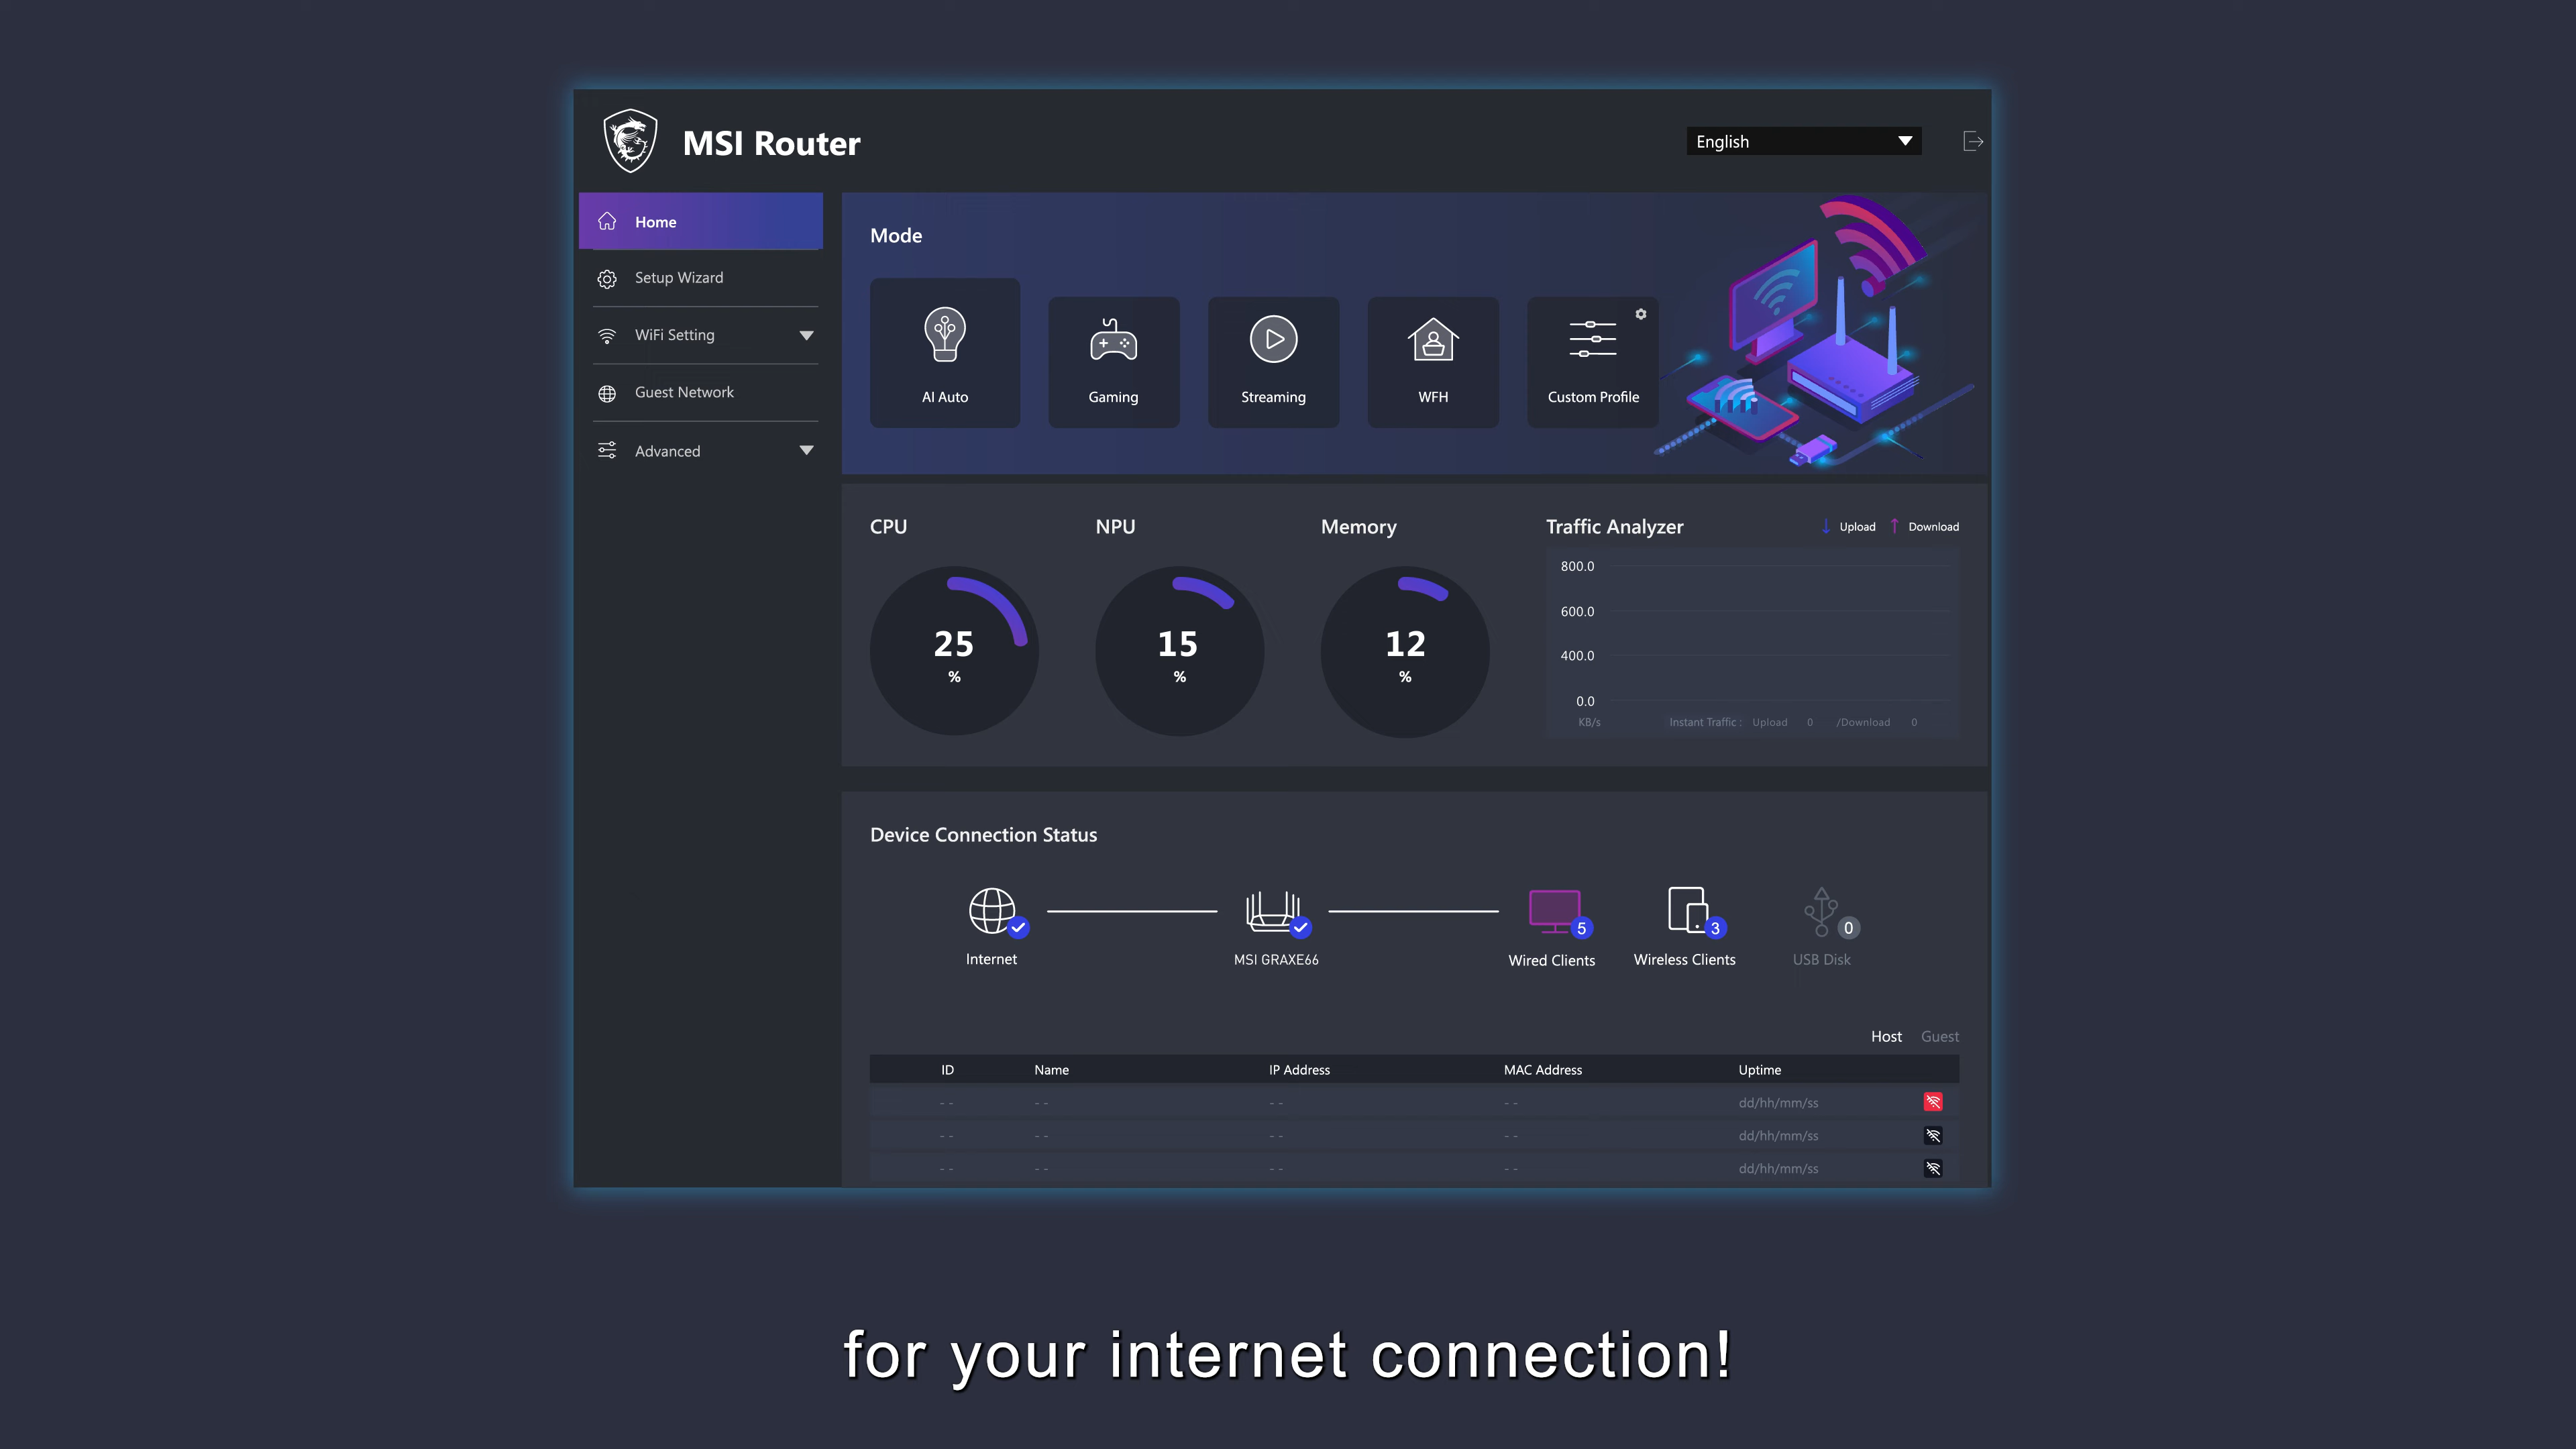 MSI Router
English
Home
Setup Wizard
WiFi Setting
Guest Network
Advanced
Mode
AI Auto
Gaming
Streaming
WFH
Custom Profile
CPU
25
%
NPU
15
%
Memory
12
%
Traffic Analyzer
Upload
Download
800.0
600.0
400.0
0.0
KB/s
Instant Traffic : Upload 0 /Download 0
Device Connection Status
Internet
MSI GRAXE66
5
Wired Clients
3
Wireless Clients
0
USB Disk
Host Guest
ID Name IP Address MAC Address Uptime
- - - - - - - - dd/hh/mm/ss
- - - - - - - - dd/hh/mm/ss
- - - - - - - - dd/hh/mm/ss
for your internet connection!